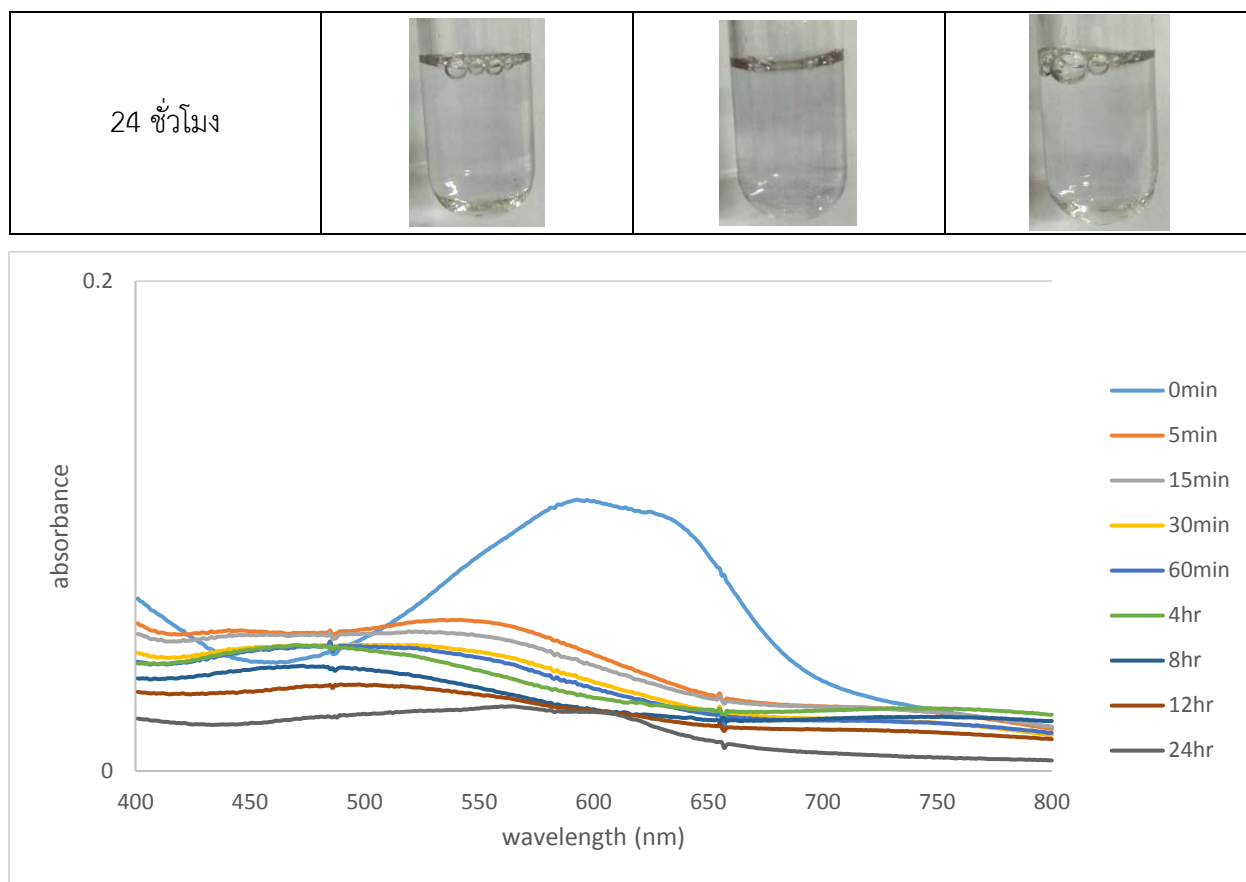 24 ชั่วโมง
0.2
0
absorbance
400 450 500 550 600 650 700 750 800
wavelength (nm)
0min
5min
15min
30min
60min
4hr
8hr
12hr
24hr